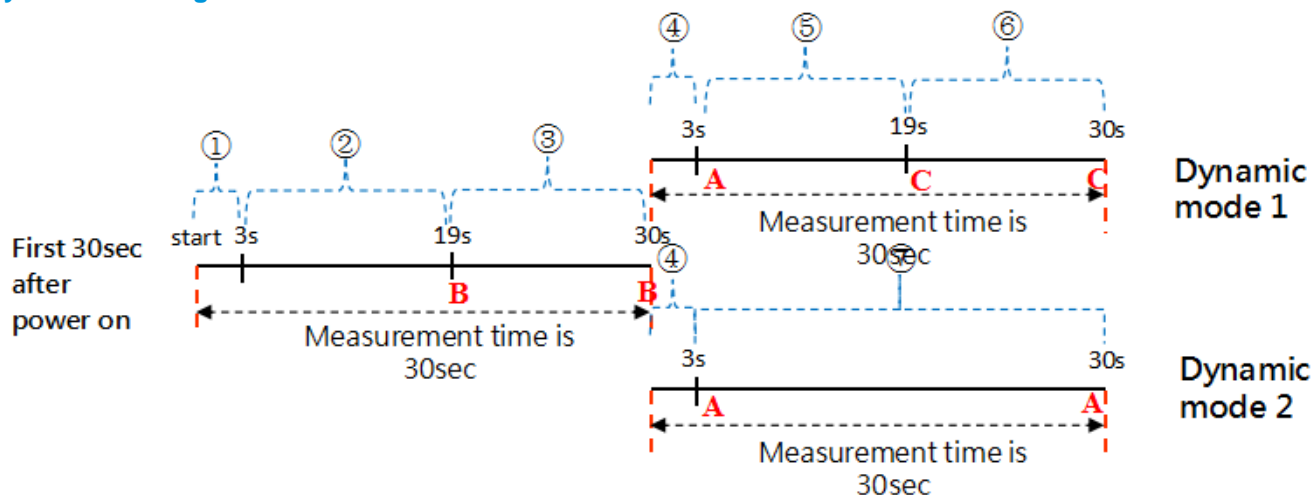 ④ ⑤ ⑥
3s 19s 30s
A C C
Measurement time is
30sec
Dynamic
mode 1
① ② ③
start 3s 19s 30s
First 30sec
after
power on
B B
Measurement time is
30sec
④ ⑦
3s 30s
A A
Measurement time is
30sec
Dynamic
mode 2